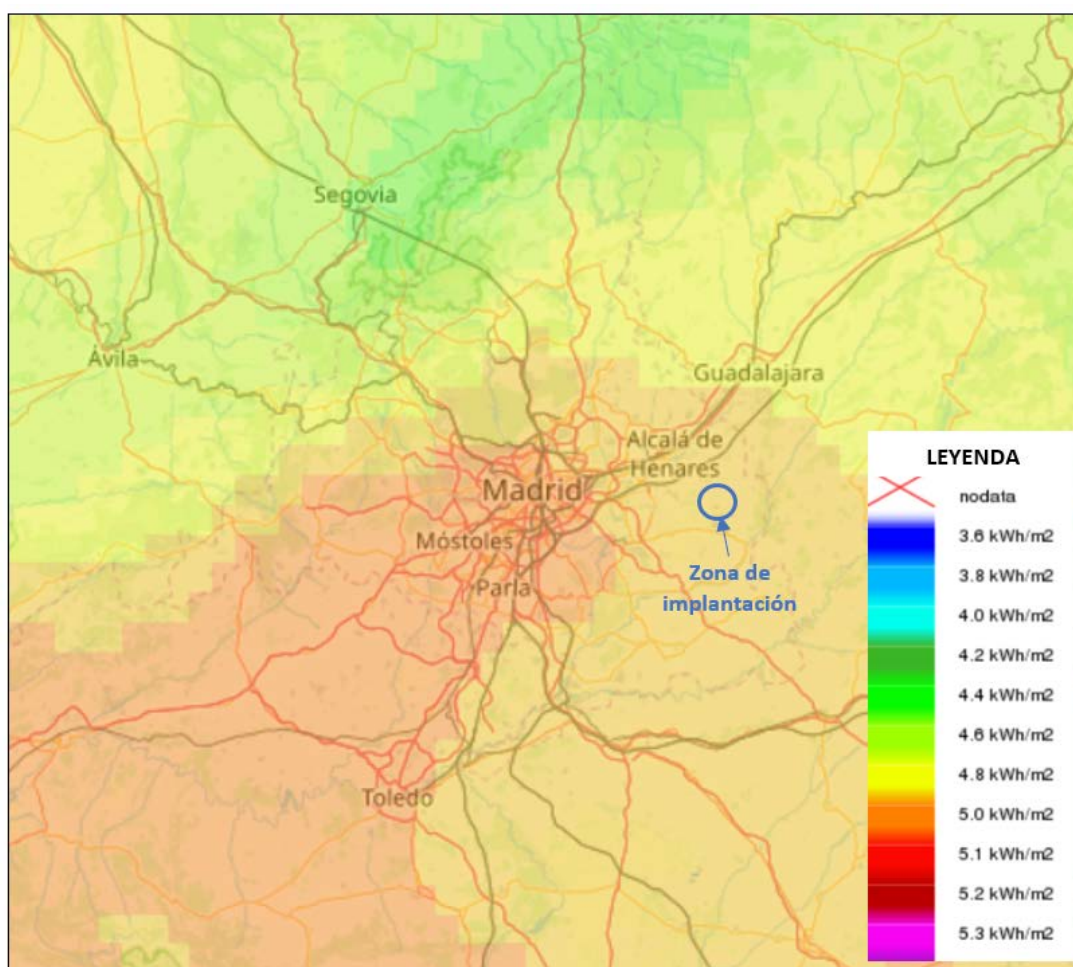 Segovia
Ávila
Guadalajara
Alcalá de
Henares
Madrid
Móstoles
Parla
Toledo
Zona de
implantación
LEYENDA
nodata
3.6 kWh/m2
3.8 kWh/m2
4.0 kWh/m2
4.2 kWh/m2
4.4 kWh/m2
4.6 kWh/m2
4.8 kWh/m2
5.0 kWh/m2
5.1 kWh/m2
5.2 kWh/m2
5.3 kWh/m2